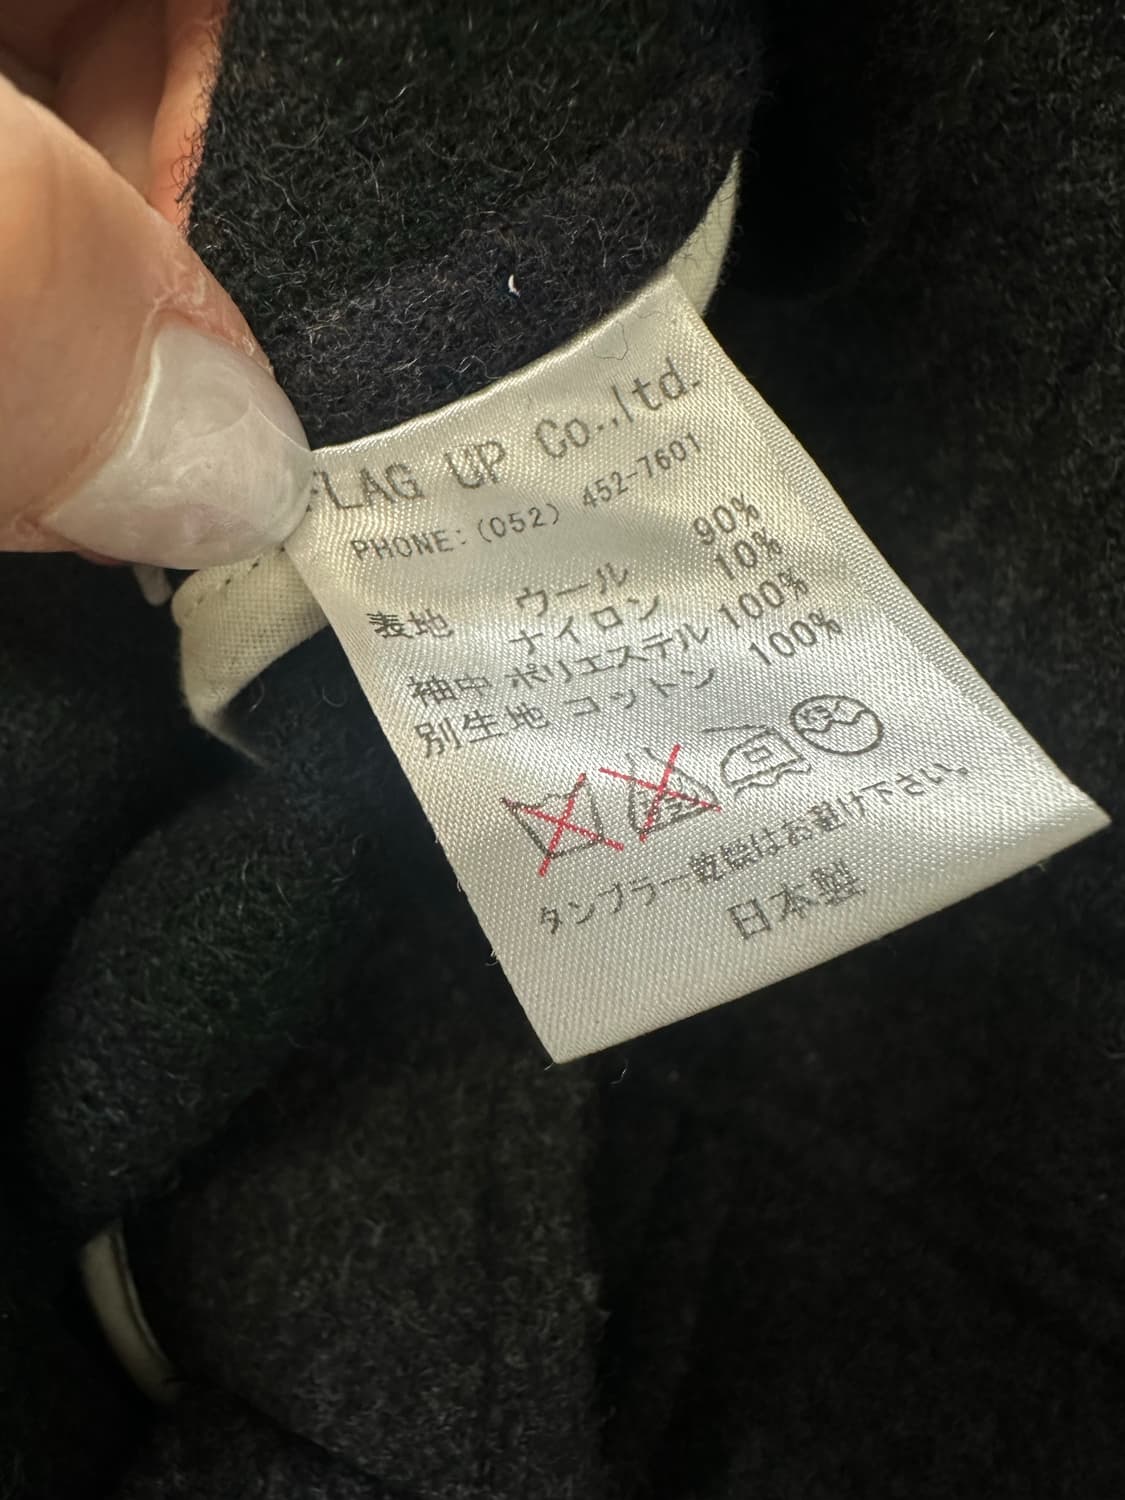 FLAG UP Co.,ltd.
PHONE:(052) 452-7601
表地 ウール 90%
ナイロン 10%
袖中 ポリエステル 100%
別生地 コットン 100%
タンブラー乾燥はお避け下さい。
日本製